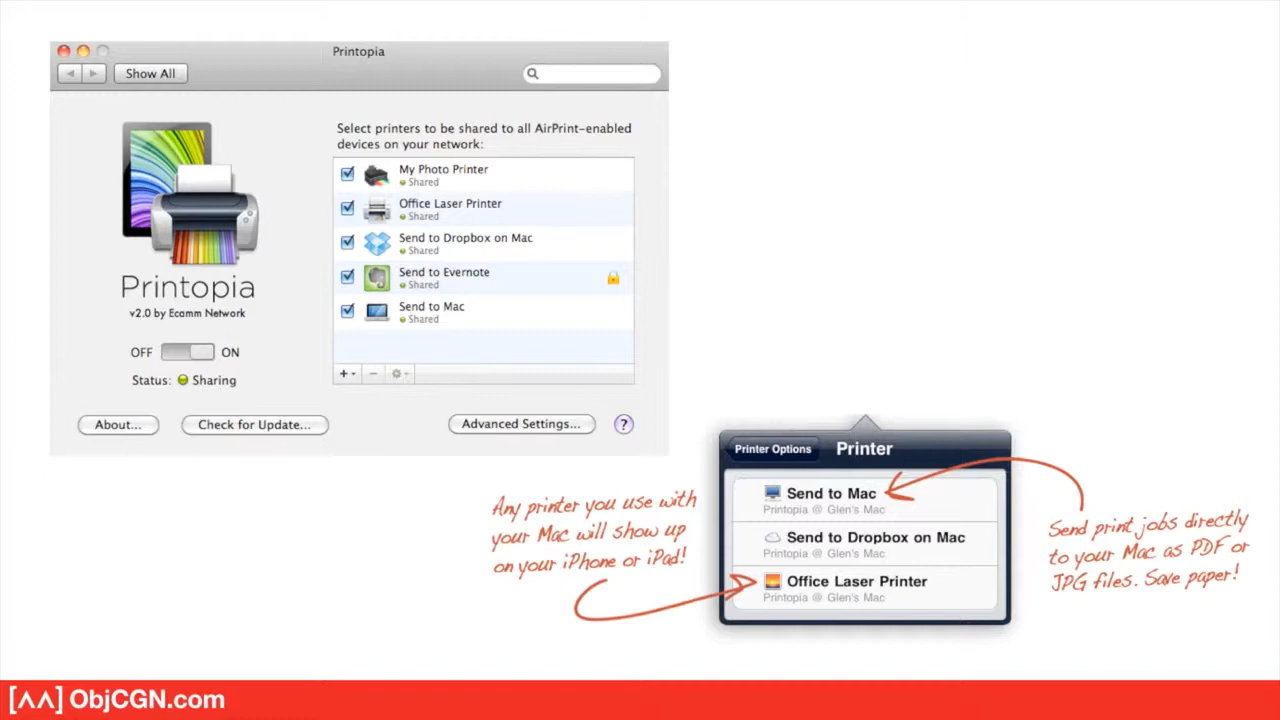 Printopia
Show All
Select printers to be shared to all AirPrint-enabled
devices on your network:
My Photo Printer
Shared
Office Laser Printer
Shared
Send to Dropbox on Mac
Shared
Send to Evernote
Shared
Send to Mac
Shared
Printopia
v2.0 by Ecomm Network
OFF ON
Status: Sharing
About...
Check for Update...
Advanced Settings...
?
Printer Options
Printer
Send to Mac
Printopia @ Glen's Mac
Send to Dropbox on Mac
Printopia @ Glen's Mac
Office Laser Printer
Printopia @ Glen's Mac
Any printer you use with
your Mac will show up
on your iPhone or iPad!
Send print jobs directly
to your Mac as PDF or
JPG files. Save paper!
[ΛΛ] ObjCGN.com